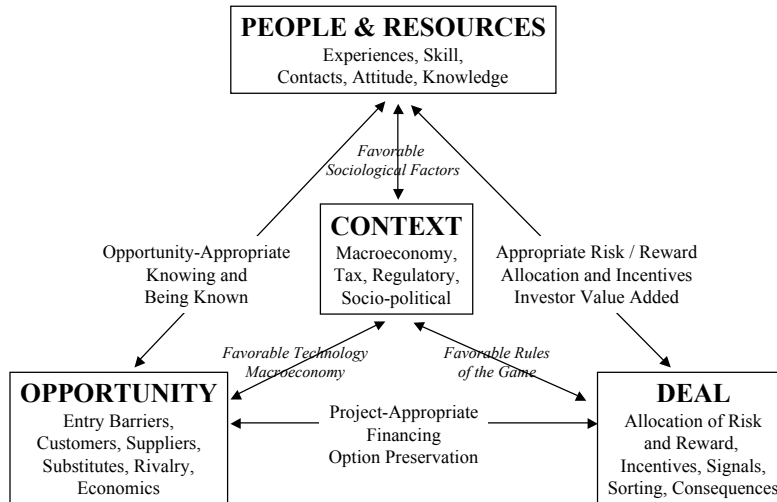 PEOPLE & RESOURCES
Experiences, Skill,
Contacts, Attitude, Knowledge
Favorable
Sociological Factors
CONTEXT
Macroeconomy,
Tax, Regulatory,
Socio-political
Opportunity-Appropriate
Knowing and
Being Known
Appropriate Risk / Reward
Allocation and Incentives
Investor Value Added
Favorable Technology
Macroeconomy
Favorable Rules
of the Game
OPPORTUNITY
Entry Barriers,
Customers, Suppliers,
Substitutes, Rivalry,
Economics
Project-Appropriate
Financing
Option Preservation
DEAL
Allocation of Risk
and Reward,
Incentives, Signals,
Sorting, Consequences